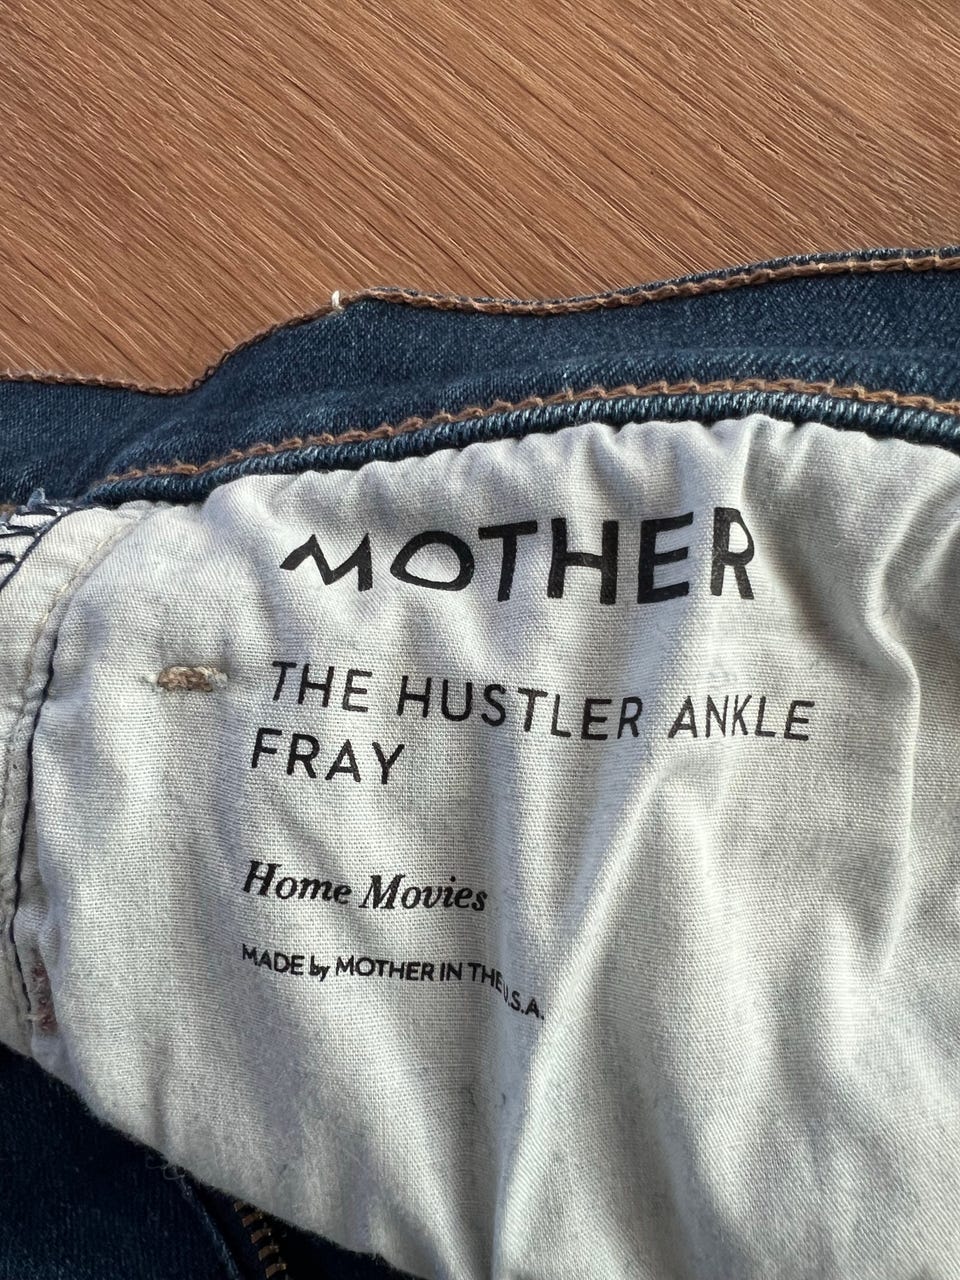 MOTHER
THE HUSTLER ANKLE
FRAY
Home Movies
MADE by MOTHER IN THE U.S.A.